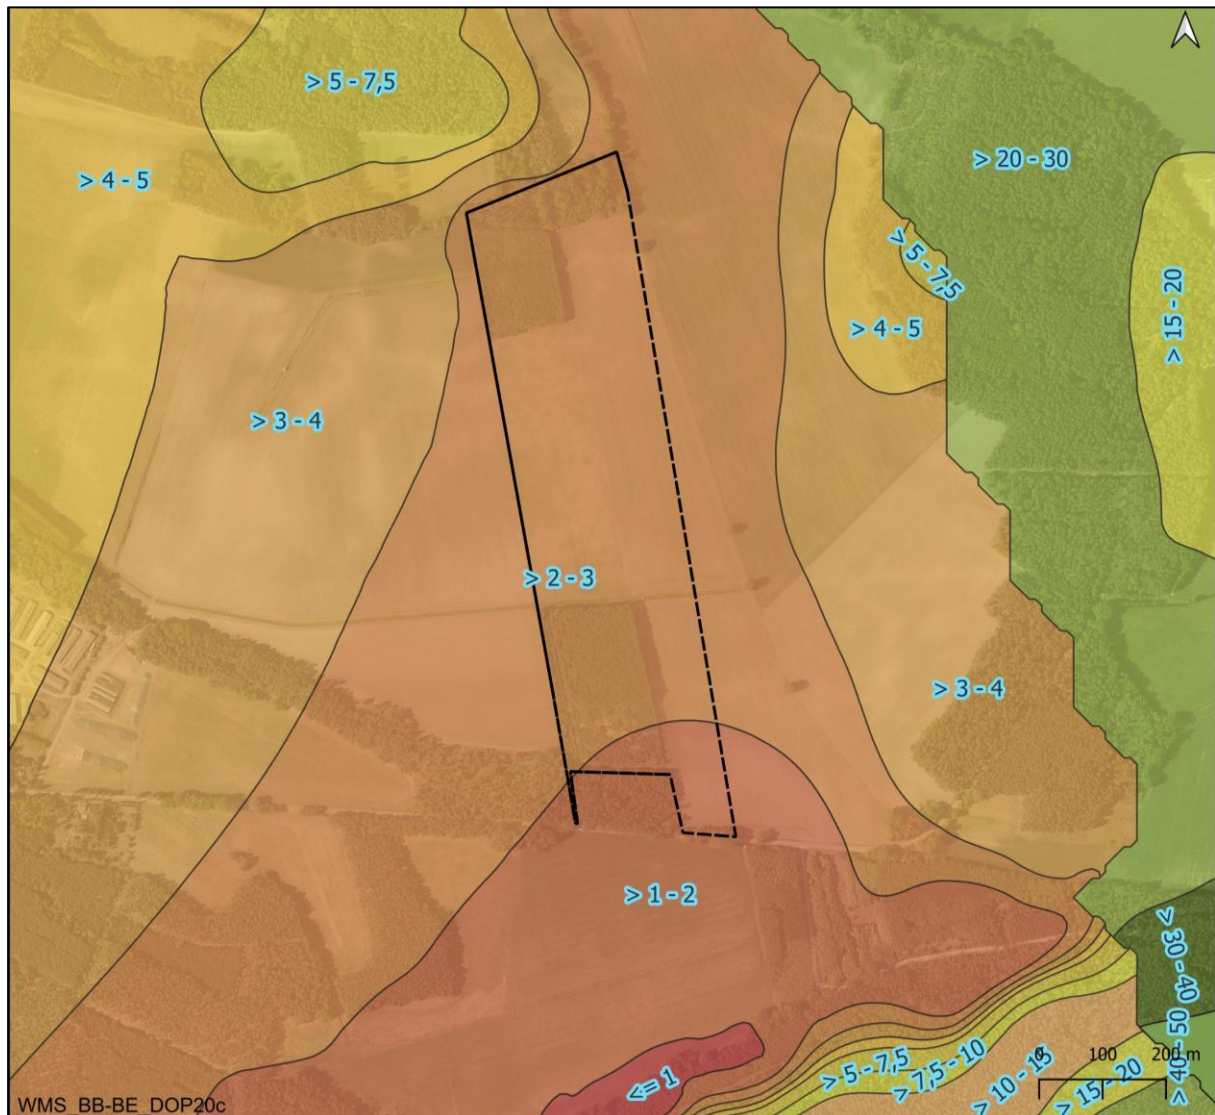 > 5 - 7,5
> 20 - 30
> 4 - 5
> 5 - 7,5
> 15 - 20
> 4 - 5
> 3 - 4
> 2 - 3
> 3 - 4
> 1 - 2
> 30 - 40
> 40 - 50
0 100 200 m
> 5 - 7,5
> 7,5 - 10
> 10 - 15
> 15 - 20
<= 1
WMS_BB-BE_DOP20c